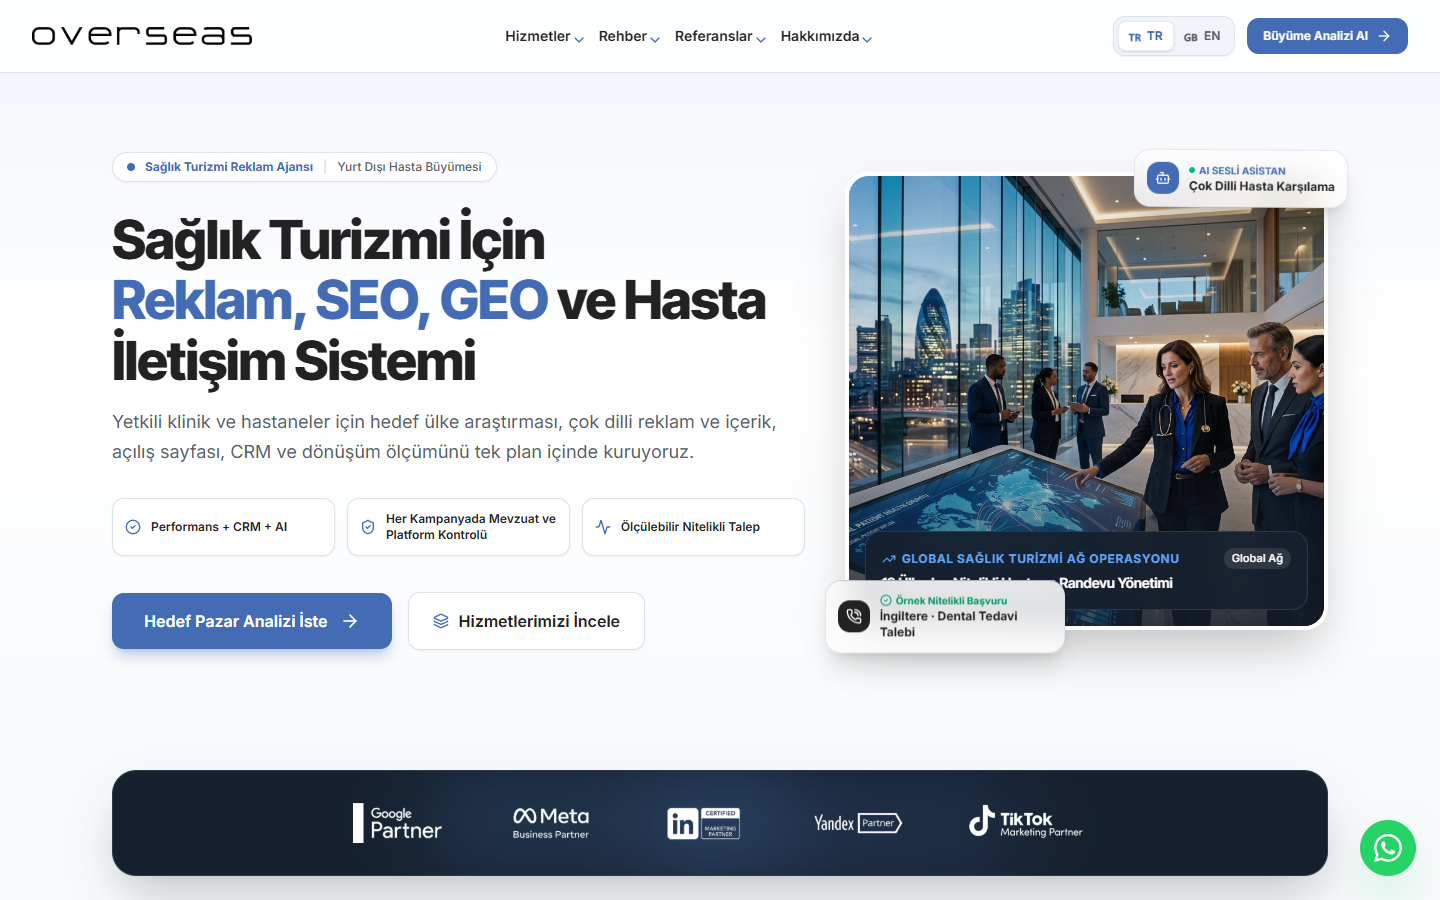 overseas
Hizmetler
Rehber
Referanslar
Hakkımızda
TR TR
GB EN
Büyüme Analizi AI
Sağlık Turizmi Reklam Ajansı
Yurt Dışı Hasta Büyümesi
Sağlık Turizmi İçin
Reklam, SEO, GEO ve Hasta
İletişim Sistemi
Yetkili klinik ve hastaneler için hedef ülke araştırması, çok dilli reklam ve içerik,
açılış sayfası, CRM ve dönüşüm ölçümünü tek plan içinde kuruyoruz.
Performans + CRM + AI
Her Kampanyada Mevzuat ve
Platform Kontrolü
Ölçülebilir Nitelikli Talep
Hedef Pazar Analizi İste
Hizmetlerimizi İncele
AI SESLİ ASİSTAN
Çok Dilli Hasta Karşılama
GLOBAL SAĞLIK TURİZMİ AĞ OPERASYONU
Global Ağ
Randevu Yönetimi
Örnek Nitelikli Başvuru
İngiltere · Dental Tedavi
Talebi
Google
Partner
Meta
Business Partner
in
CERTIFIED
MARKETING
PARTNER
Yandex Partner
TikTok
Marketing Partner